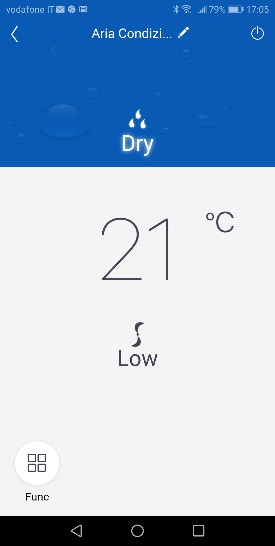 vodafone IT 79% 17:05
Aria Condizi...
Dry
21 °C
Low
Func